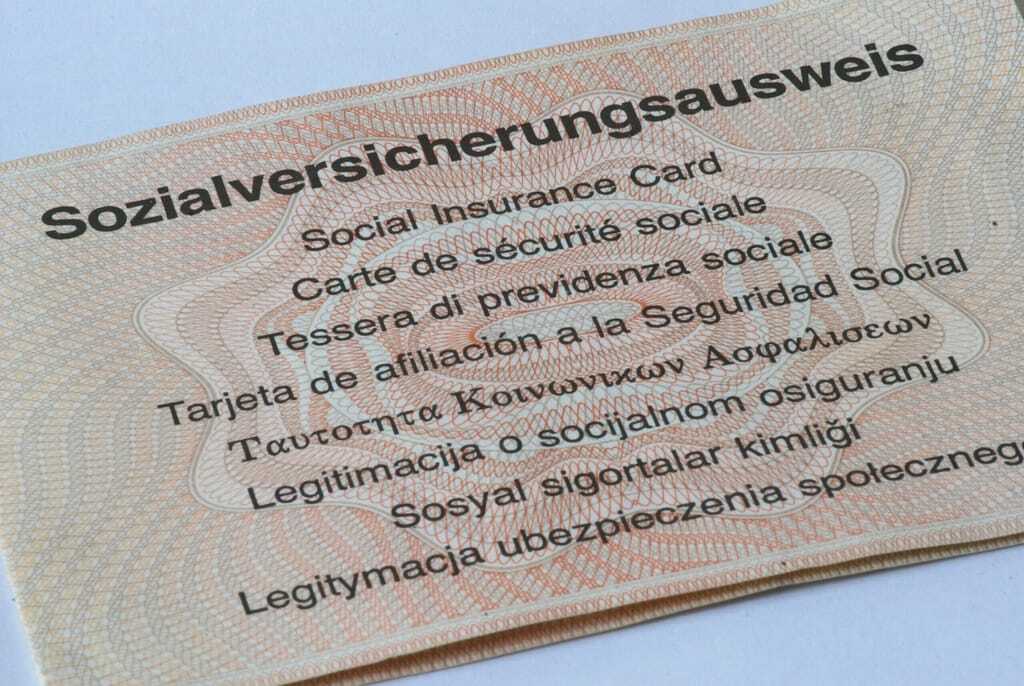 Sozialversicherungsausweis
Social Insurance Card
Carte de sécurité sociale
Tessera di previdenza sociale
Tarjeta de afiliación a la Seguridad Social
Ταυτοτητα Κοινωνικων Ασφαλισεων
Legitimacija o socijalnom osiguranju
Sosyal sigortalar kimliği
Legitymacja ubezpieczenia społeczneg